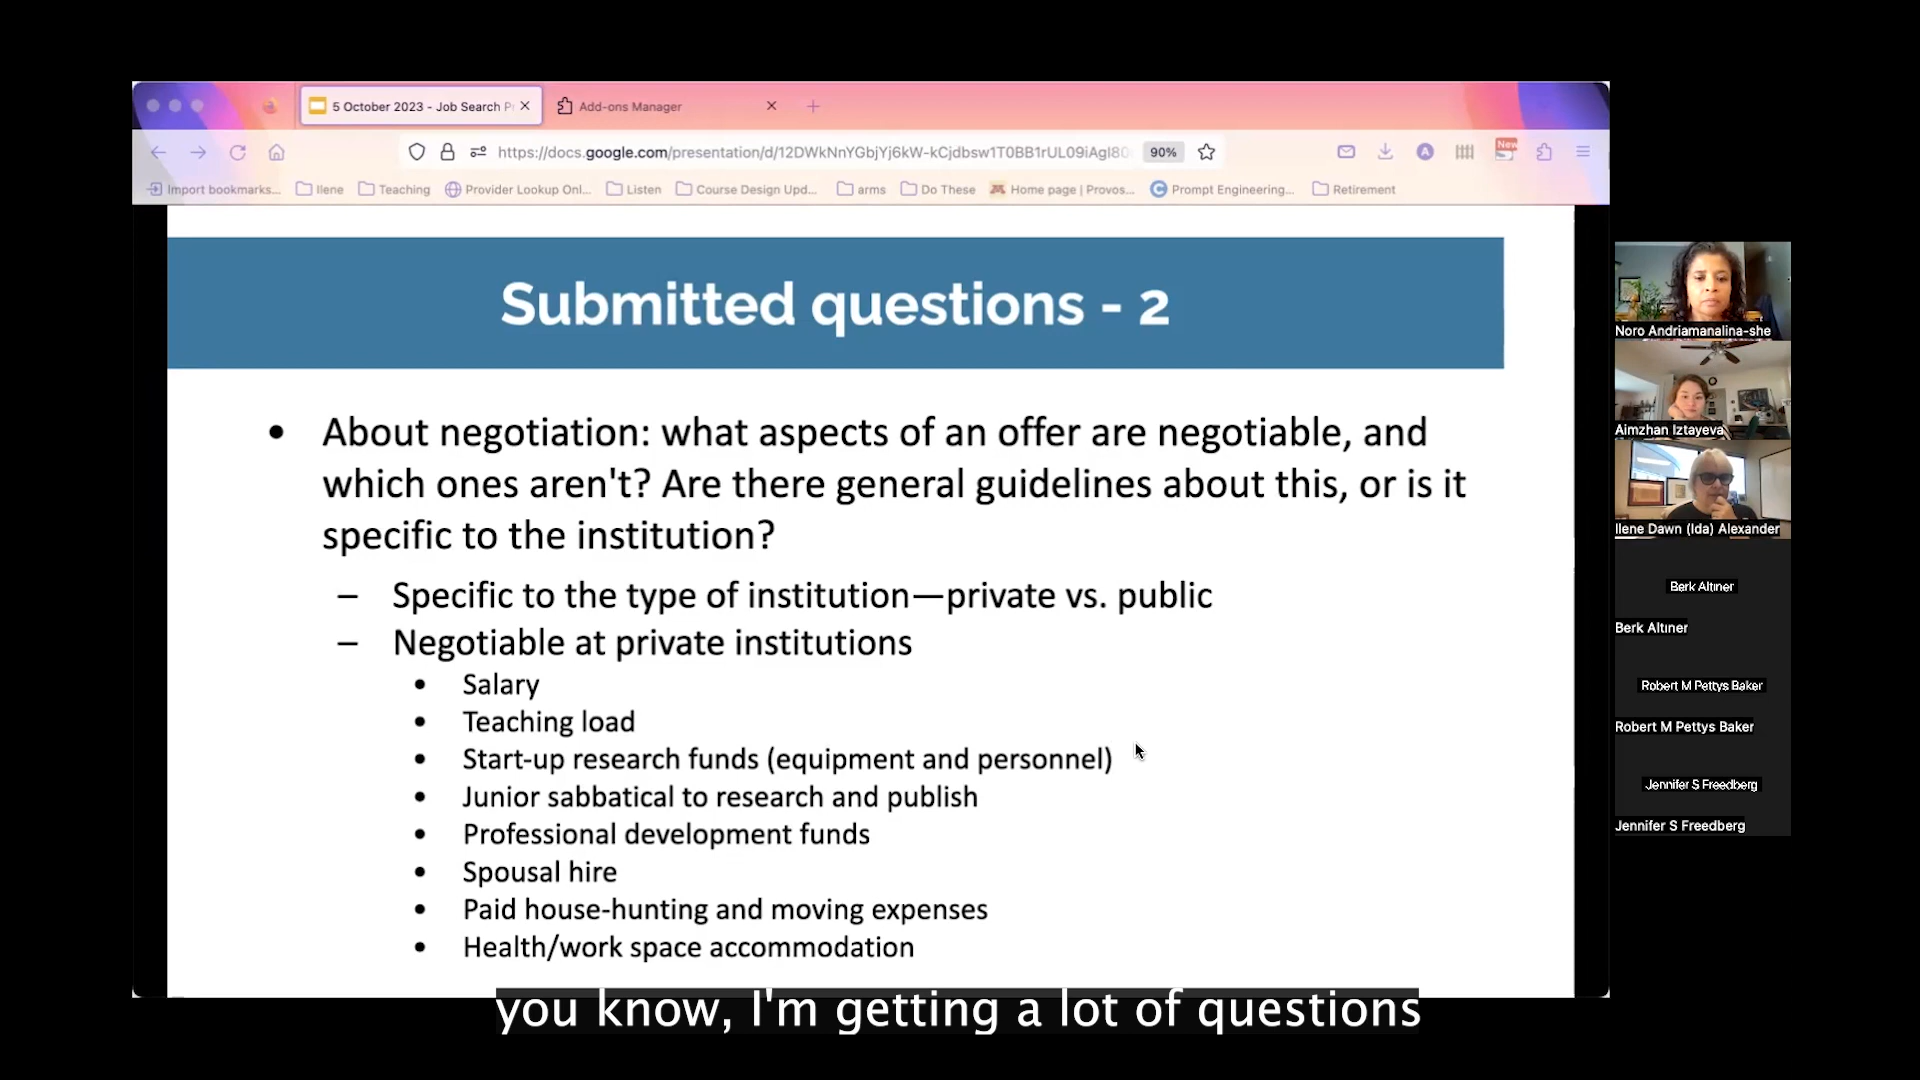 5 October 2023 - Job Search P
Add-ons Manager
https://docs.google.com/presentation/d/12DWkNnYGbjYj6kW-kCjdbsw1T0BB1rUL09iAgI80
90%
A
New
Import bookmarks...
Ilene
Teaching
Provider Lookup Onl...
Listen
Course Design Upd...
arms
Do These
Home page | Provos...
Prompt Engineering...
Retirement
Submitted questions - 2
• About negotiation: what aspects of an offer are negotiable, and
which ones aren't? Are there general guidelines about this, or is it
specific to the institution?
– Specific to the type of institution—private vs. public
– Negotiable at private institutions
• Salary
• Teaching load
• Start-up research funds (equipment and personnel)
• Junior sabbatical to research and publish
• Professional development funds
• Spousal hire
• Paid house-hunting and moving expenses
• Health/work space accommodation
you know, I'm getting a lot of questions
Noro Andriamanalina-she
Aimzhan Iztayeva
Ilene Dawn (Ida) Alexander
Berk Altıner
Berk Altıner
Robert M Pettys Baker
Robert M Pettys Baker
Jennifer S Freedberg
Jennifer S Freedberg